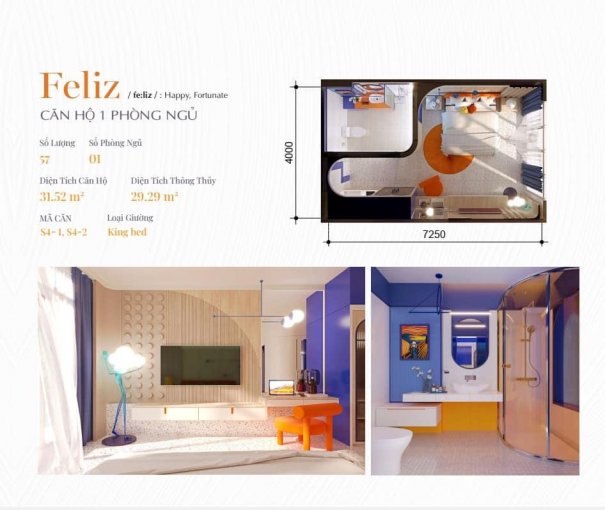 Feliz / fe:liz / : Happy, Fortunate
CĂN HỘ 1 PHÒNG NGỦ
Số Lượng Số Phòng Ngủ
57 01
Diện Tích Căn Hộ Diện Tích Thông Thủy
31.52 m² 29.29 m²
MÃ CĂN Loại Giường
S4-1, S4-2 King bed
4000
7250